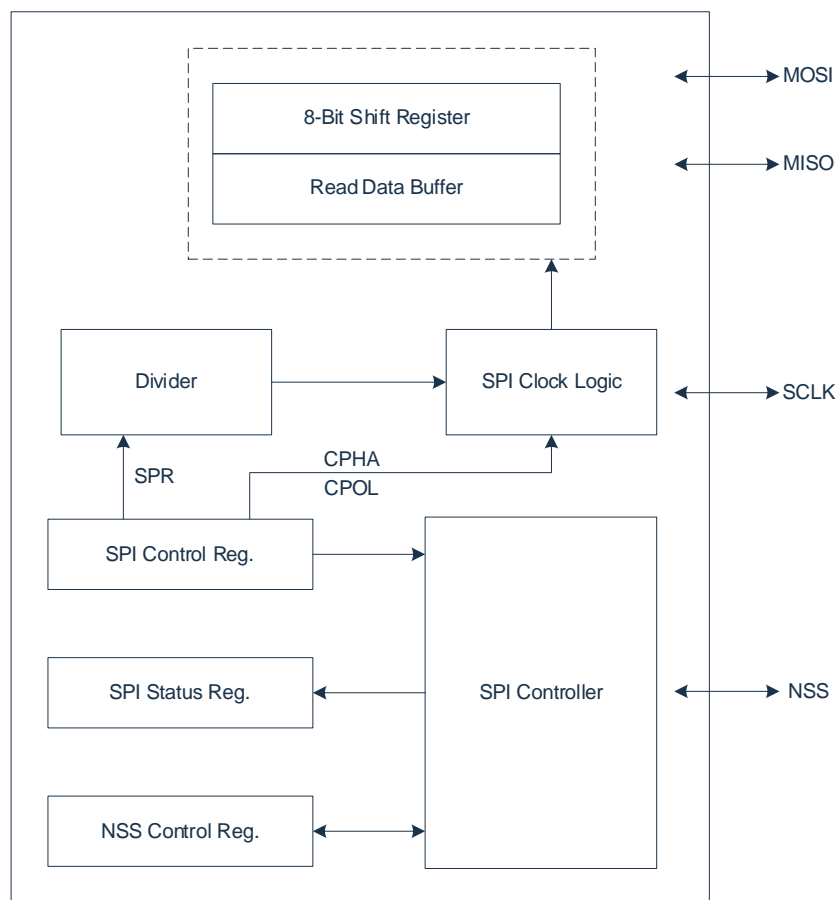 8-Bit Shift Register
MOSI
Read Data Buffer
MISO
Divider
SPI Clock Logic
SCLK
SPR
CPHA
CPOL
SPI Control Reg.
SPI Status Reg.
SPI Controller
NSS
NSS Control Reg.